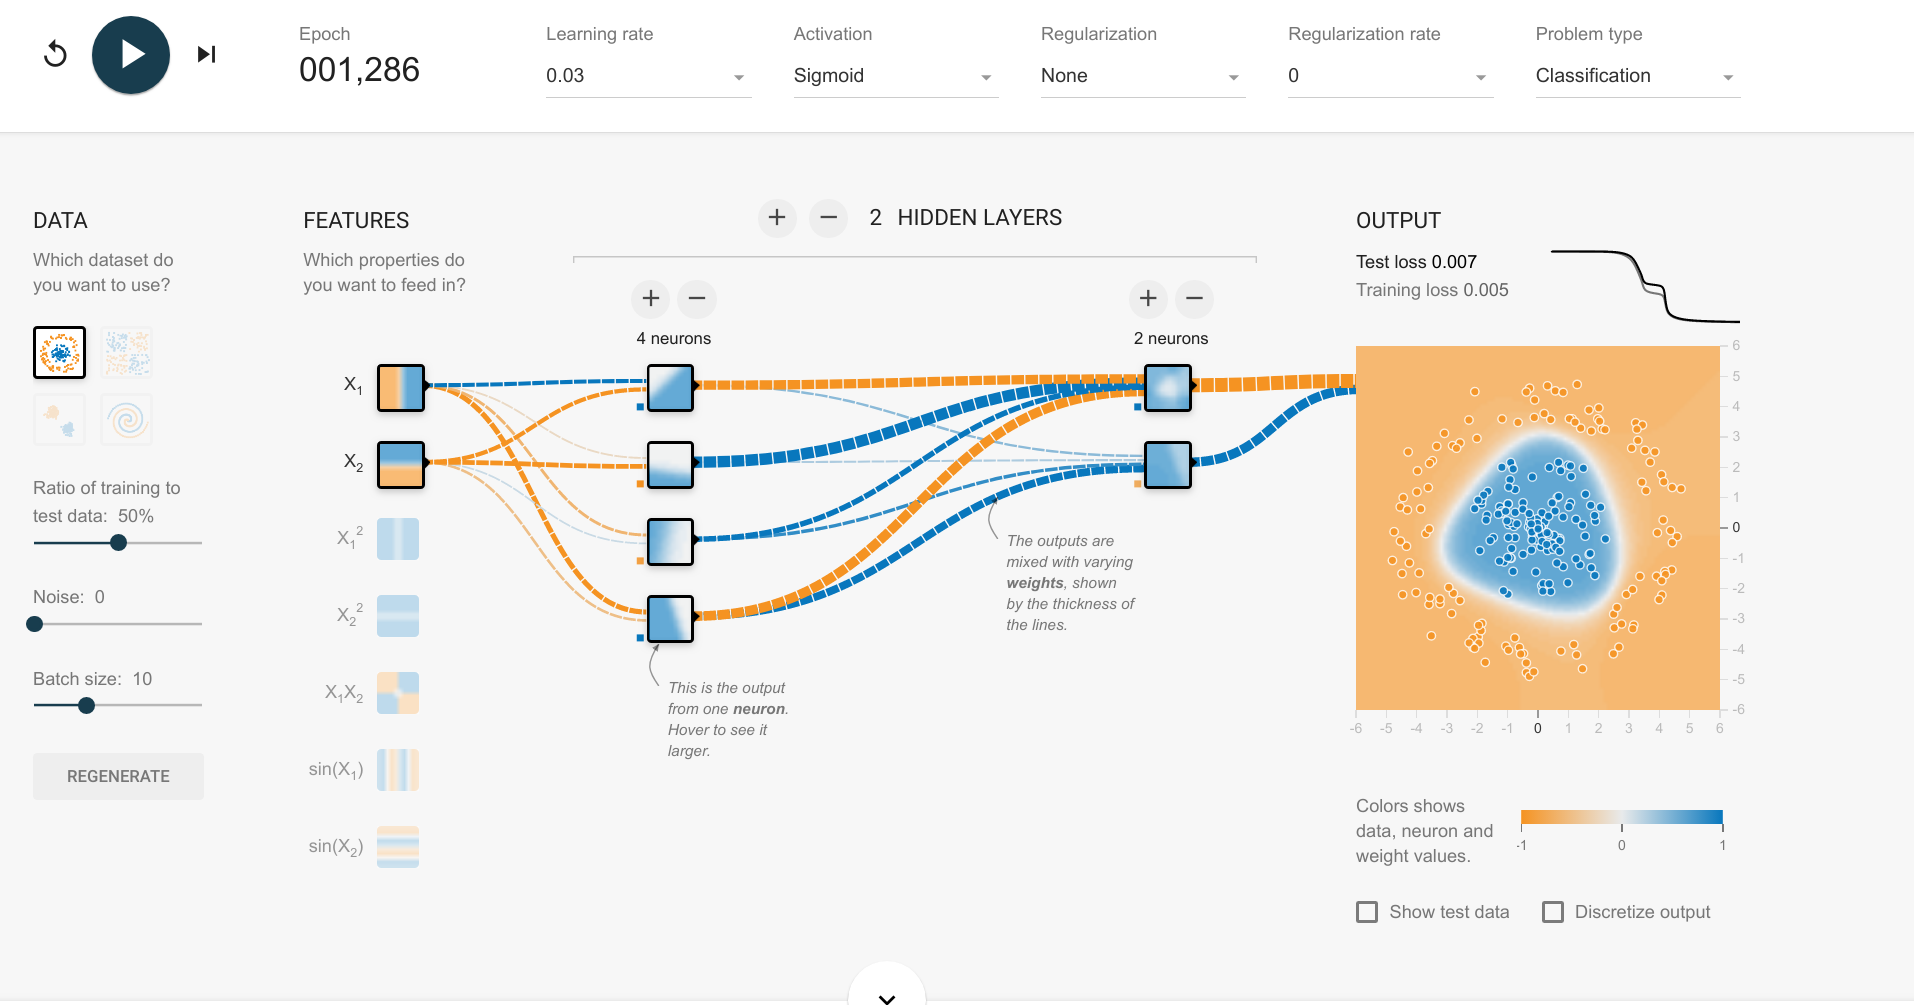 Epoch
001,286
Learning rate
0.03
Activation
Sigmoid
Regularization
None
Regularization rate
0
Problem type
Classification
DATA
Which dataset do
you want to use?
Ratio of training to
test data: 50%
Noise: 0
Batch size: 10
REGENERATE
FEATURES
Which properties do
you want to feed in?
X1
X2
X1^2
X2^2
X1X2
sin(X1)
sin(X2)
+ − 2 HIDDEN LAYERS
+ −
4 neurons
+ −
2 neurons
The outputs are
mixed with varying
weights, shown
by the thickness of
the lines.
This is the output
from one neuron.
Hover to see it
larger.
OUTPUT
Test loss 0.007
Training loss 0.005
6
5
4
3
2
1
0
-1
-2
-3
-4
-5
-6
-6 -5 -4 -3 -2 -1 0 1 2 3 4 5 6
Colors shows
data, neuron and
weight values.
-1 0 1
Show test data
Discretize output